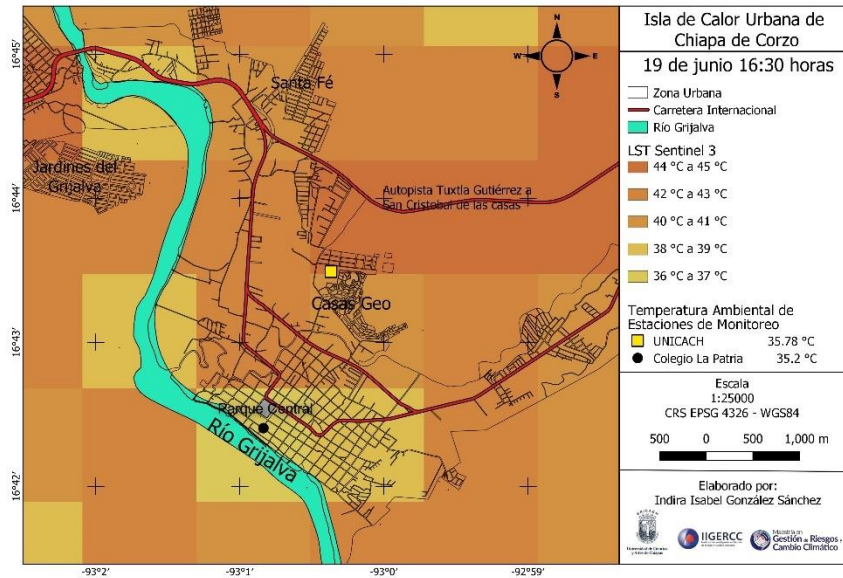 Isla de Calor Urbana de
Chiapa de Corzo
19 de junio 16:30 horas
Zona Urbana
Carretera Internacional
Río Grijalva
LST Sentinel 3
44 °C a 45 °C
42 °C a 43 °C
40 °C a 41 °C
38 °C a 39 °C
36 °C a 37 °C
Temperatura Ambiental de
Estaciones de Monitoreo
UNICACH 35.78 °C
Colegio La Patria 35.2 °C
Escala
1:25000
CRS EPSG 4326 - WGS84
500 0 500 1,000 m
Elaborado por:
Indira Isabel González Sánchez
IIGERCC
Maestría en
Gestión de Riesgos y
Cambio Climático
N
W E
S
Santa Fé
Jardines del
Grijalva
Autopista Tuxtla Gutiérrez a
San Cristobal de las casas
Casas Geo
Parque Central
Río Grijalva
16°45'
16°44'
16°43'
16°42'
-93°2' -93°1' -93°0' -92°59'